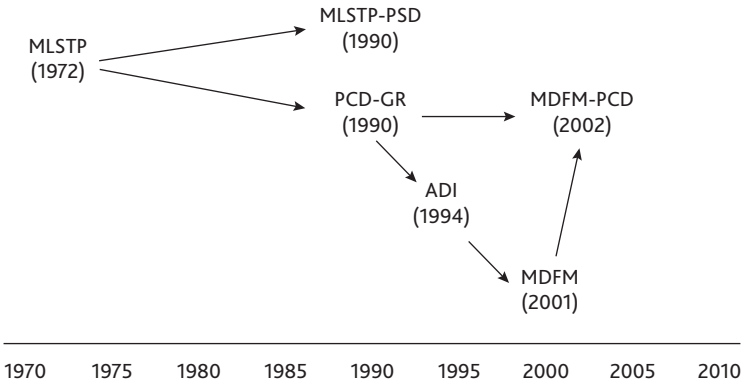 MLSTP-PSD
(1990)
MLSTP
(1972)
PCD-GR
(1990)
MDFM-PCD
(2002)
ADI
(1994)
MDFM
(2001)
1970 1975 1980 1985 1990 1995 2000 2005 2010